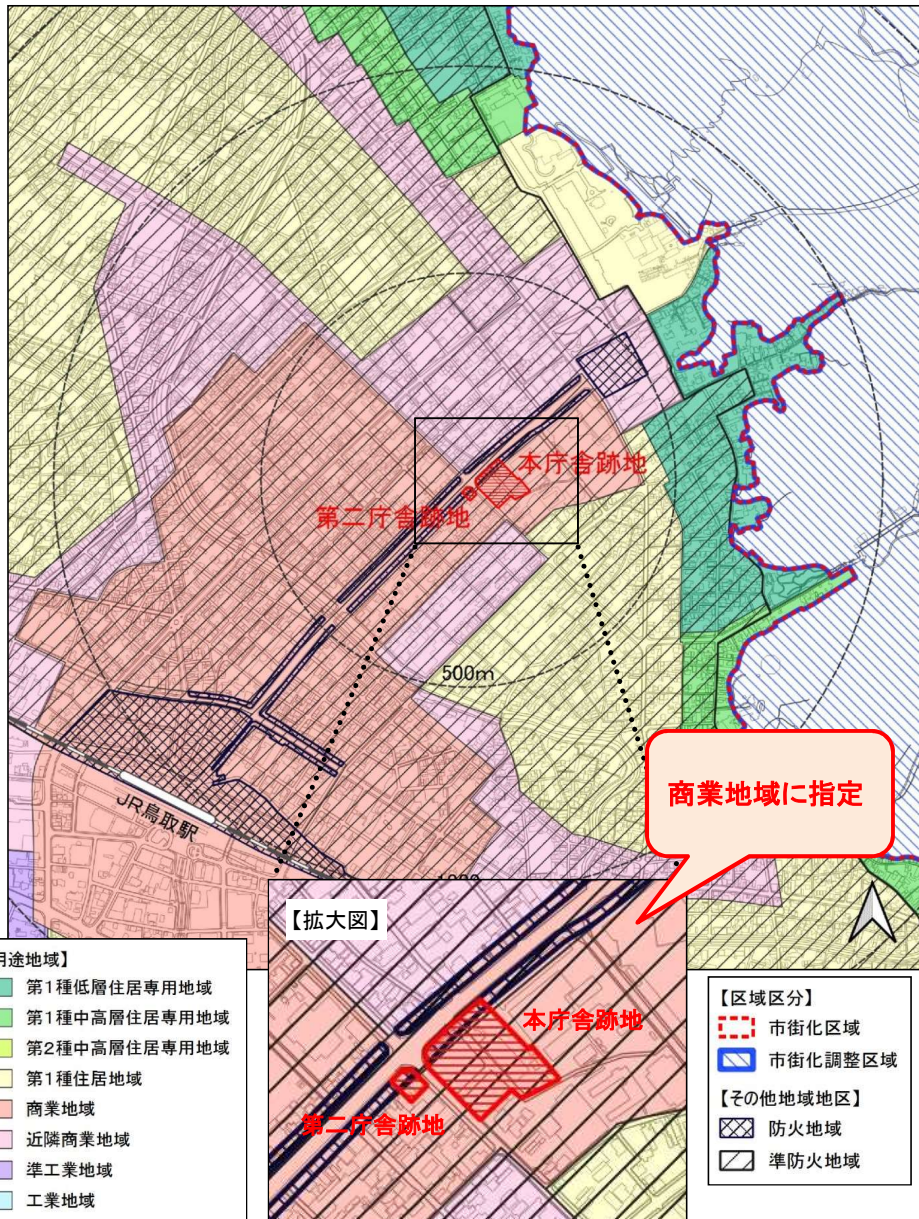 本庁舎跡地
第二庁舎跡地
500m
商業地域に指定
JR鳥取駅
【拡大図】
本庁舎跡地
第二庁舎跡地
用途地域】
第1種低層住居専用地域
第1種中高層住居専用地域
第2種中高層住居専用地域
第1種住居地域
商業地域
近隣商業地域
準工業地域
工業地域
【区域区分】
市街化区域
市街化調整区域
【その他地域地区】
防火地域
準防火地域